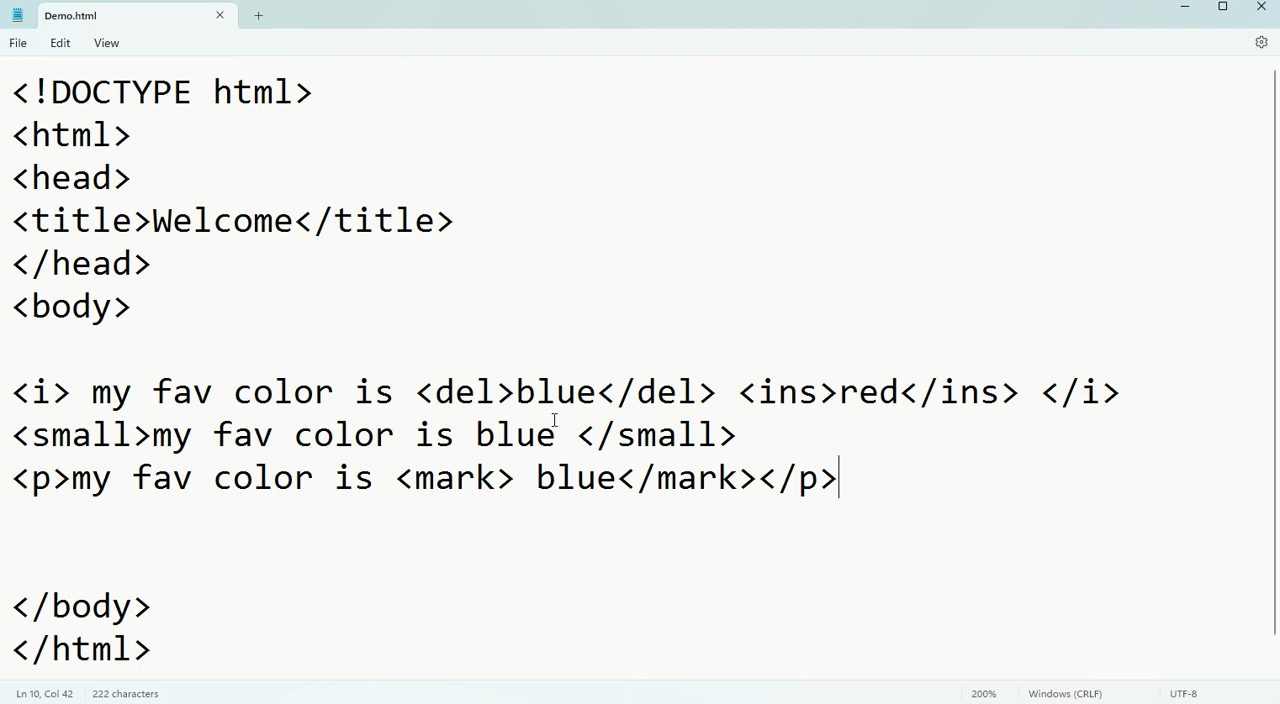 Demo.html
File Edit View
<!DOCTYPE html>
<html>
<head>
<title>Welcome</title>
</head>
<body>
<i> my fav color is <del>blue</del> <ins>red</ins> </i>
<small>my fav color is blue </small>
<p>my fav color is <mark> blue</mark></p>
</body>
</html>
Ln 10, Col 42 222 characters 200% Windows (CRLF) UTF-8